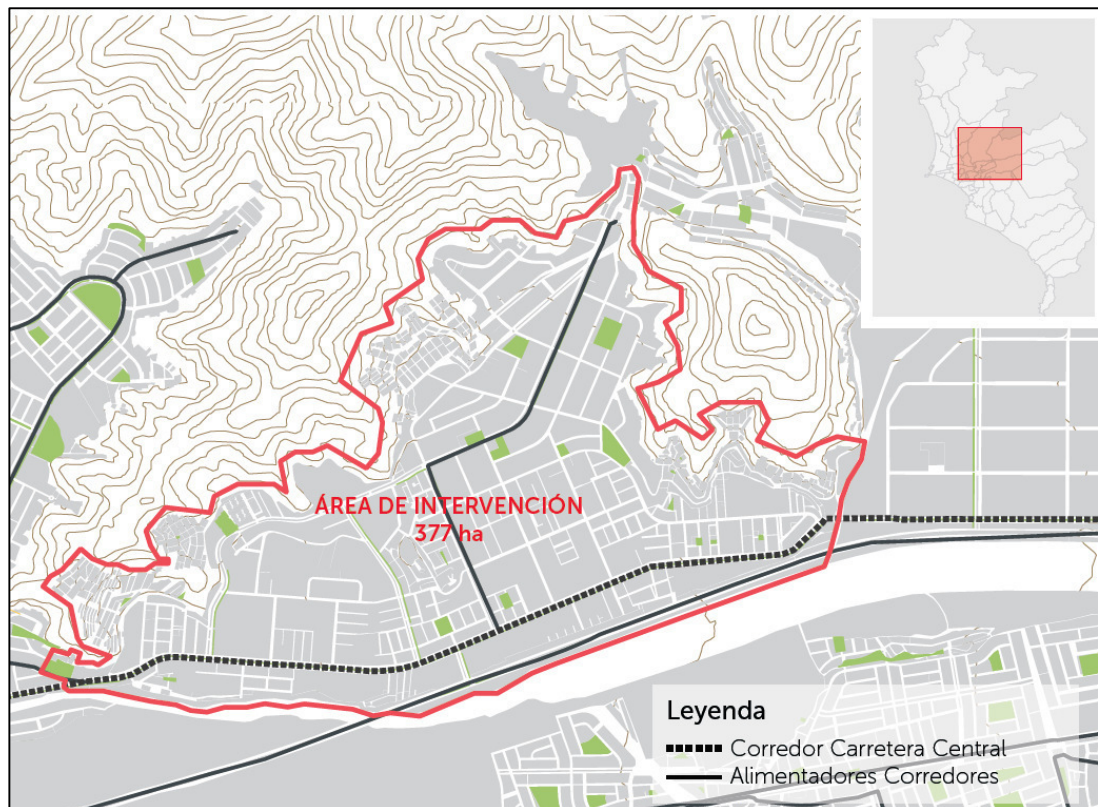 ÁREA DE INTERVENCIÓN
377 ha
Leyenda
Corredor Carretera Central
Alimentadores Corredores